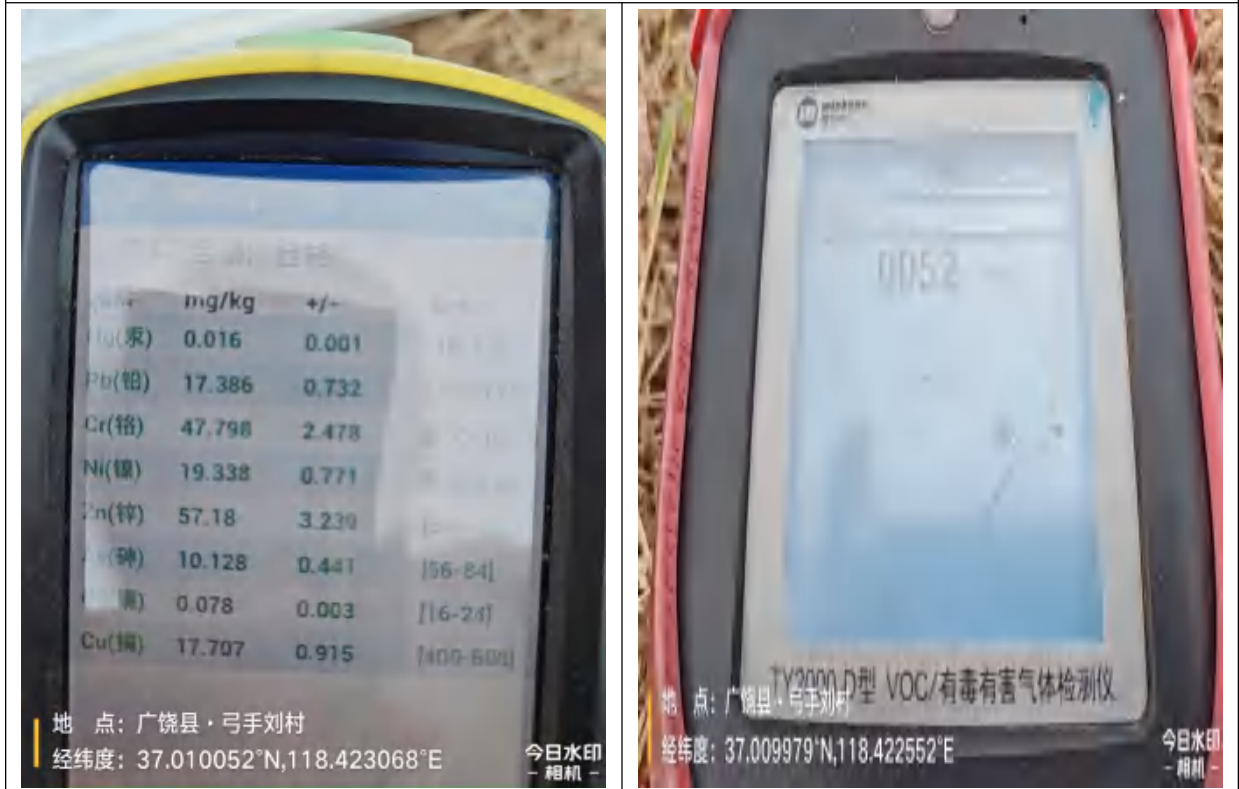 mg/kg +/-
(汞) 0.016 0.001
Pb(铅) 17.386 0.732
Cr(铬) 47.798 2.478
Ni(镍) 19.338 0.771
Zn(锌) 57.18 3.239
(砷) 10.128 0.441 [56-84]
0.078 0.003 [16-24]
Cu(铜) 17.707 0.915 [400-600]
地 点：广饶县·弓手刘村
经纬度：37.010052°N,118.423068°E
今日水印
-相机-
0052
TY2000-D型 VOC/有毒有害气体检测仪
地 点：广饶县·弓手刘村
经纬度：37.009979°N,118.422552°E
今日水印
-相机-